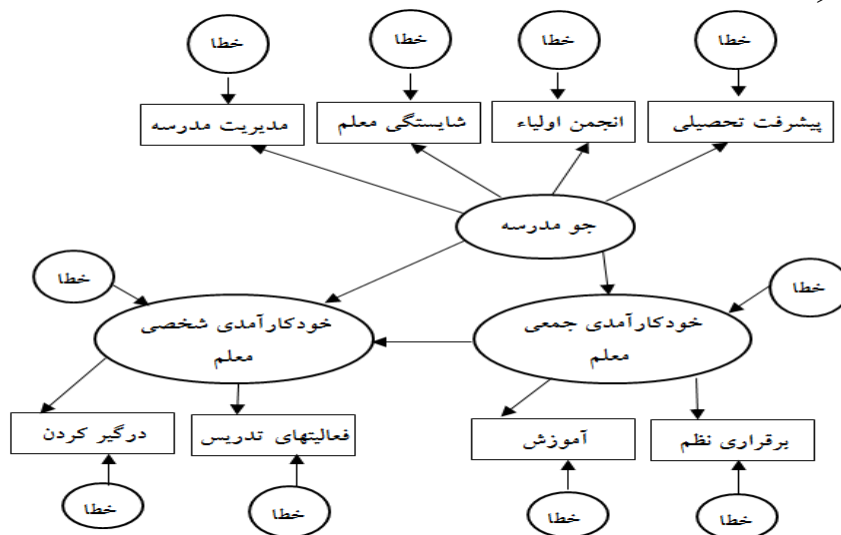 خطا
خطا
خطا
خطا
پیشرفت تحصیلی
انجمن اولیاء
شایستگی معلم
مدیریت مدرسه
جو مدرسه
خطا
خطا
خودکارآمدی جمعی
معلم
خودکارآمدی شخصی
معلم
برقراری نظم
آموزش
فعالیتهای تدریس
درگیر کردن
خطا
خطا
خطا
خطا